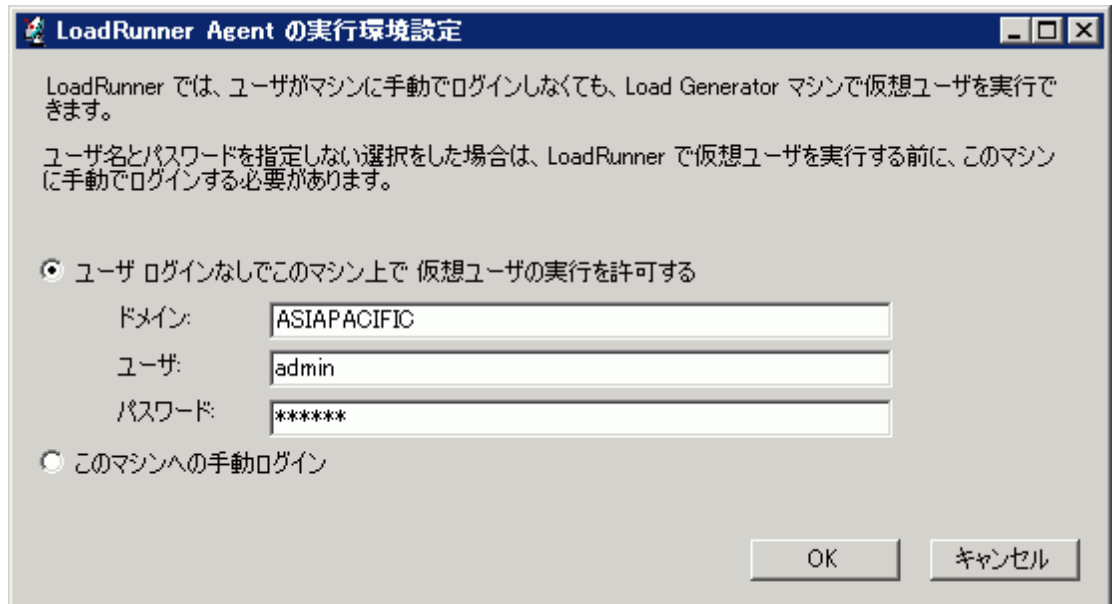 LoadRunner Agent の実行環境設定
LoadRunner では、ユーザがマシンに手動でログインしなくても、Load Generator マシンで仮想ユーザを実行で
きます。
ユーザ名とパスワードを指定しない選択をした場合は、LoadRunner で仮想ユーザを実行する前に、このマシン
に手動でログインする必要があります。
ユーザ ログインなしでこのマシン上で 仮想ユーザの実行を許可する
ドメイン: ASIAPACIFIC
ユーザ: admin
パスワード: ******
このマシンへの手動ログイン
OK キャンセル